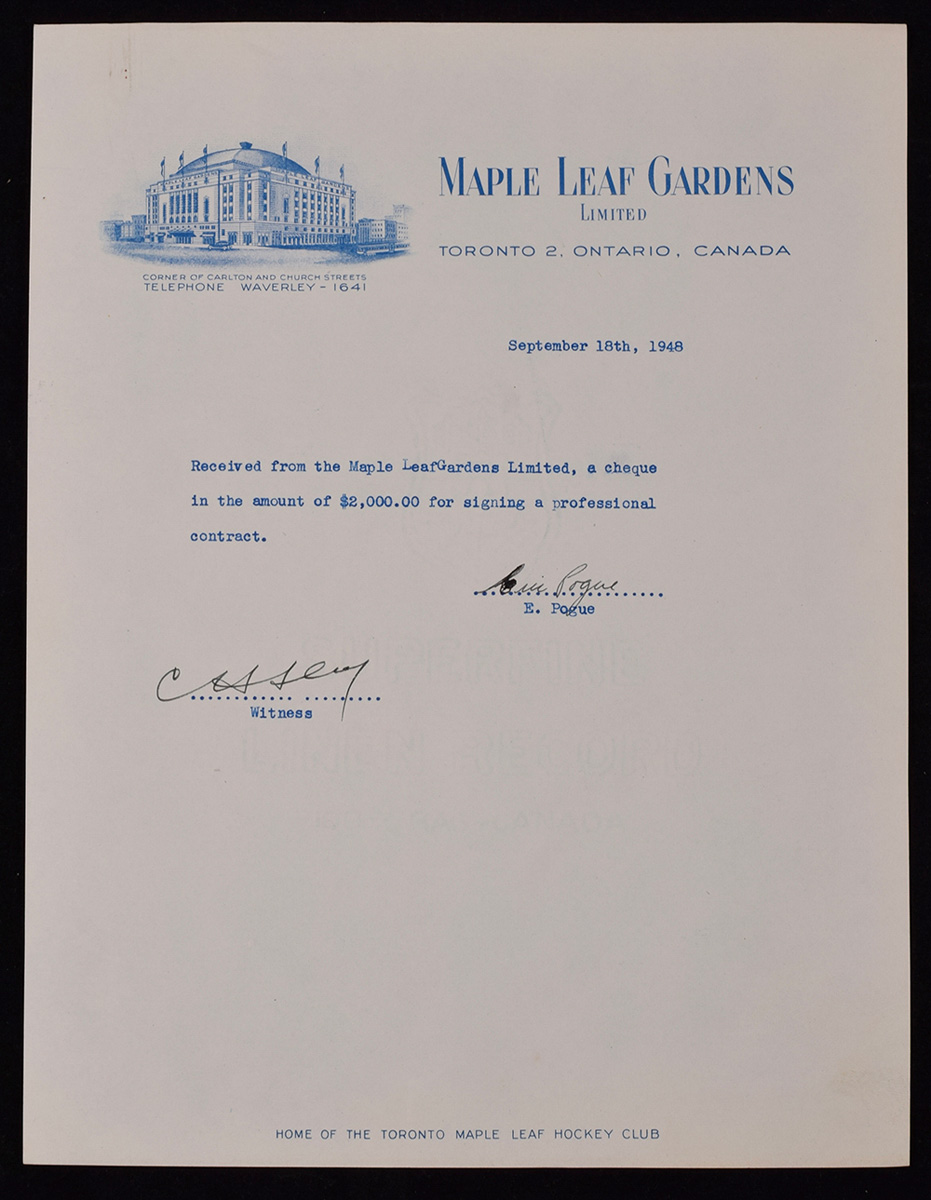 MAPLE LEAF GARDENS
LIMITED
TORONTO 2, ONTARIO, CANADA
CORNER OF CARLTON AND CHURCH STREETS
TELEPHONE WAVERLEY - 1641
September 18th, 1948
Received from the Maple LeafGardens Limited, a cheque
in the amount of $2,000.00 for signing a professional
contract.
Pogue
E. Pogue
Witness
HOME OF THE TORONTO MAPLE LEAF HOCKEY CLUB